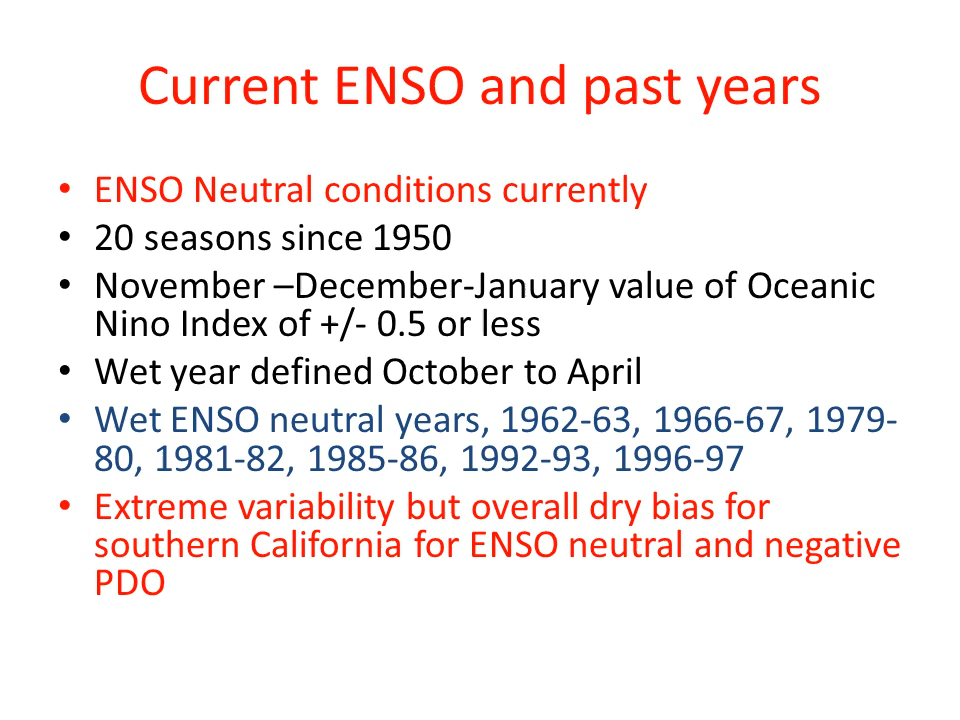 Current ENSO and past years
• ENSO Neutral conditions currently
• 20 seasons since 1950
• November –December-January value of Oceanic
Nino Index of +/- 0.5 or less
• Wet year defined October to April
• Wet ENSO neutral years, 1962-63, 1966-67, 1979-
80, 1981-82, 1985-86, 1992-93, 1996-97
• Extreme variability but overall dry bias for
southern California for ENSO neutral and negative
PDO